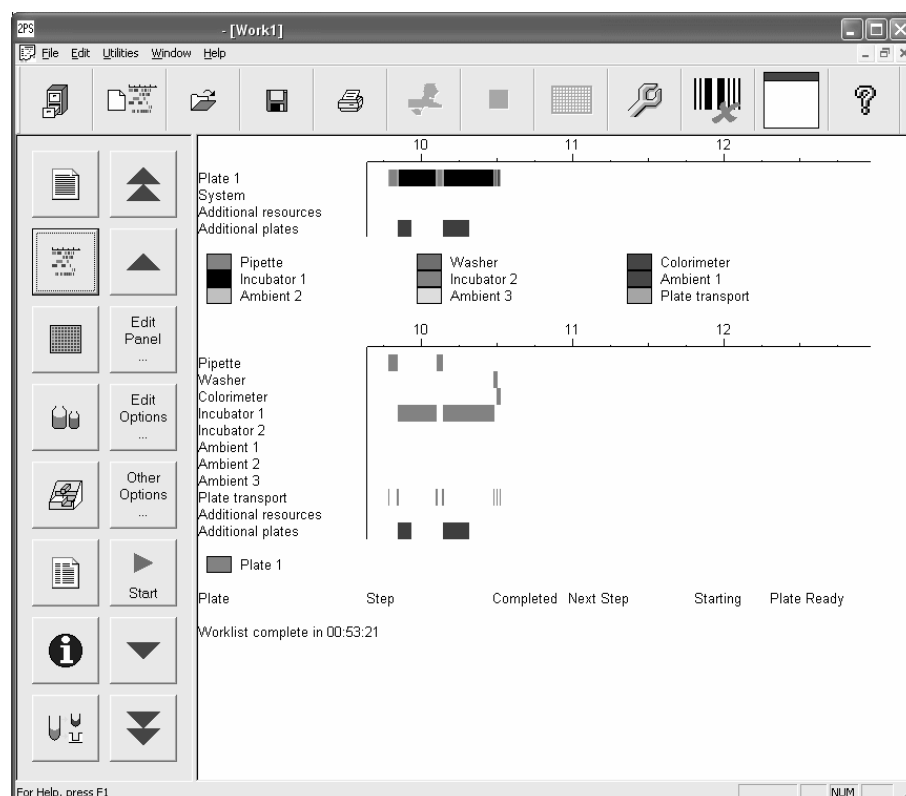 2PS - [Work1]
File Edit Utilities Window Help
10 11 12
Plate 1
System
Additional resources
Additional plates
Pipette Washer Colorimeter
Incubator 1 Incubator 2 Ambient 1
Ambient 2 Ambient 3 Plate transport
Edit
Panel
...
Edit
Options
...
Other
Options
...
Start
10 11 12
Pipette
Washer
Colorimeter
Incubator 1
Incubator 2
Ambient 1
Ambient 2
Ambient 3
Plate transport
Additional resources
Additional plates
Plate 1
Plate Step Completed Next Step Starting Plate Ready
Worklist complete in 00:53:21
For Help, press F1 NUM